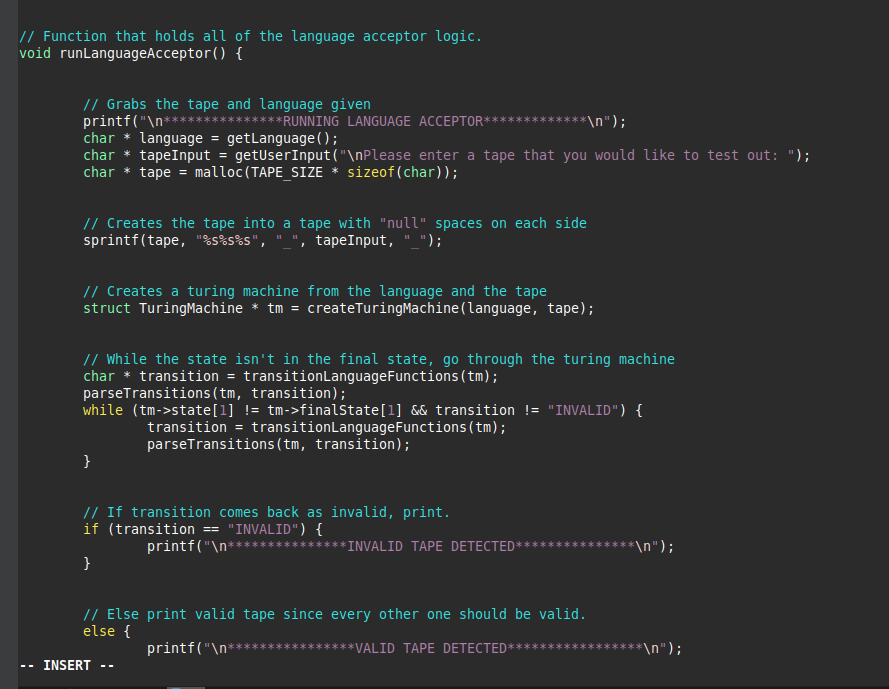 // Function that holds all of the language acceptor logic.
void runLanguageAcceptor() {
// Grabs the tape and language given
printf("\n***************RUNNING LANGUAGE ACCEPTOR*************\n");
char * language = getLanguage();
char * tapeInput = getUserInput("\nPlease enter a tape that you would like to test out: ");
char * tape = malloc(TAPE_SIZE * sizeof(char));
// Creates the tape into a tape with "null" spaces on each side
sprintf(tape, "%s%s%s", "_", tapeInput, "_");
// Creates a turing machine from the language and the tape
struct TuringMachine * tm = createTuringMachine(language, tape);
// While the state isn't in the final state, go through the turing machine
char * transition = transitionLanguageFunctions(tm);
parseTransitions(tm, transition);
while (tm->state[1] != tm->finalState[1] && transition != "INVALID") {
transition = transitionLanguageFunctions(tm);
parseTransitions(tm, transition);
}
// If transition comes back as invalid, print.
if (transition == "INVALID") {
printf("\n***************INVALID TAPE DETECTED***************\n");
}
// Else print valid tape since every other one should be valid.
else {
printf("\n****************VALID TAPE DETECTED*****************\n");
-- INSERT --